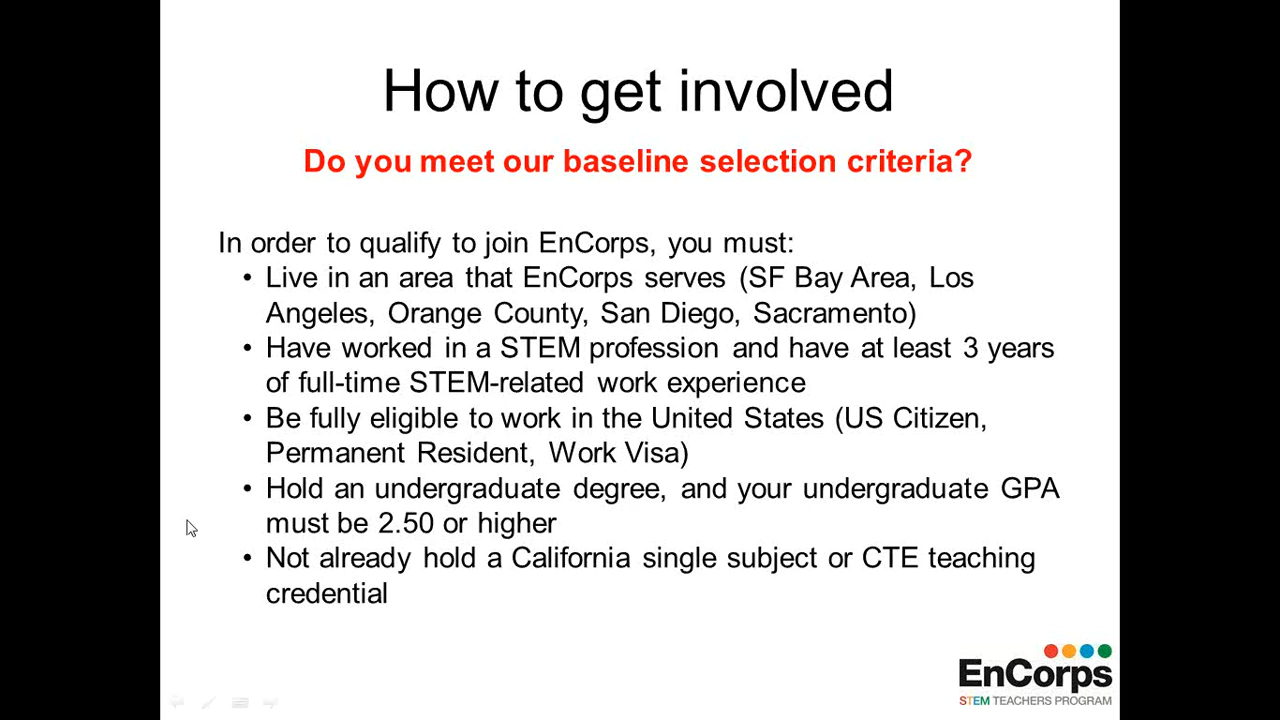 How to get involved
Do you meet our baseline selection criteria?
In order to qualify to join EnCorps, you must:
• Live in an area that EnCorps serves (SF Bay Area, Los
Angeles, Orange County, San Diego, Sacramento)
• Have worked in a STEM profession and have at least 3 years
of full-time STEM-related work experience
• Be fully eligible to work in the United States (US Citizen,
Permanent Resident, Work Visa)
• Hold an undergraduate degree, and your undergraduate GPA
must be 2.50 or higher
• Not already hold a California single subject or CTE teaching
credential
EnCorps
STEM TEACHERS PROGRAM